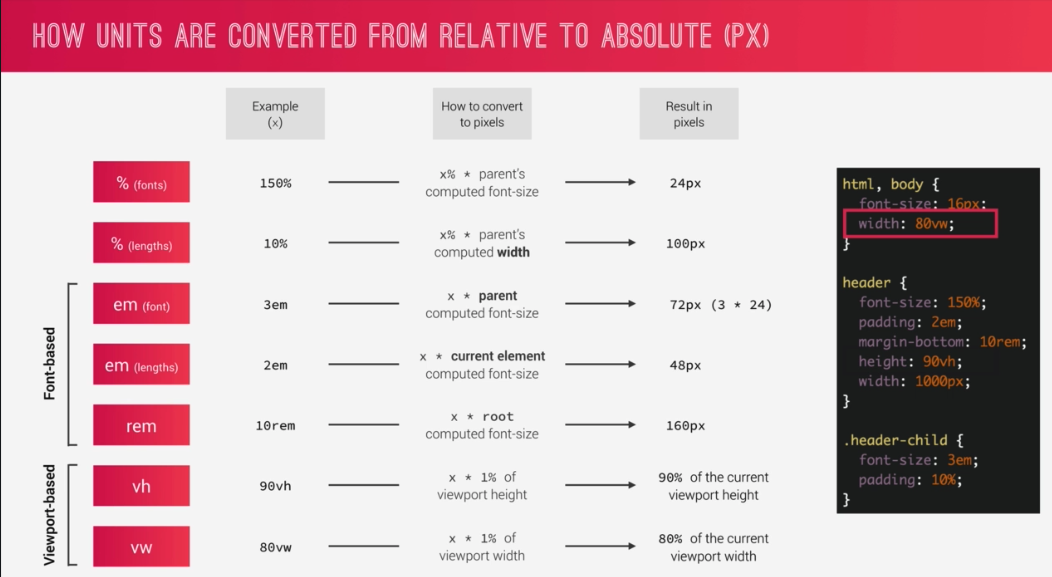 HOW UNITS ARE CONVERTED FROM RELATIVE TO ABSOLUTE (PX)
Example
(x)
How to convert
to pixels
Result in
pixels
% (fonts)
150%
x% * parent's
computed font-size
24px
% (lengths)
10%
x% * parent's
computed width
100px
Font-based
em (font)
3em
x * parent
computed font-size
72px (3 * 24)
em (lengths)
2em
x * current element
computed font-size
48px
rem
10rem
x * root
computed font-size
160px
Viewport-based
vh
90vh
x * 1% of
viewport height
90% of the current
viewport height
vw
80vw
x * 1% of
viewport width
80% of the current
viewport width
html, body {
font-size: 16px;
width: 80vw;
}
header {
font-size: 150%;
padding: 2em;
margin-bottom: 10rem;
height: 90vh;
width: 1000px;
}
.header-child {
font-size: 3em;
padding: 10%;
}